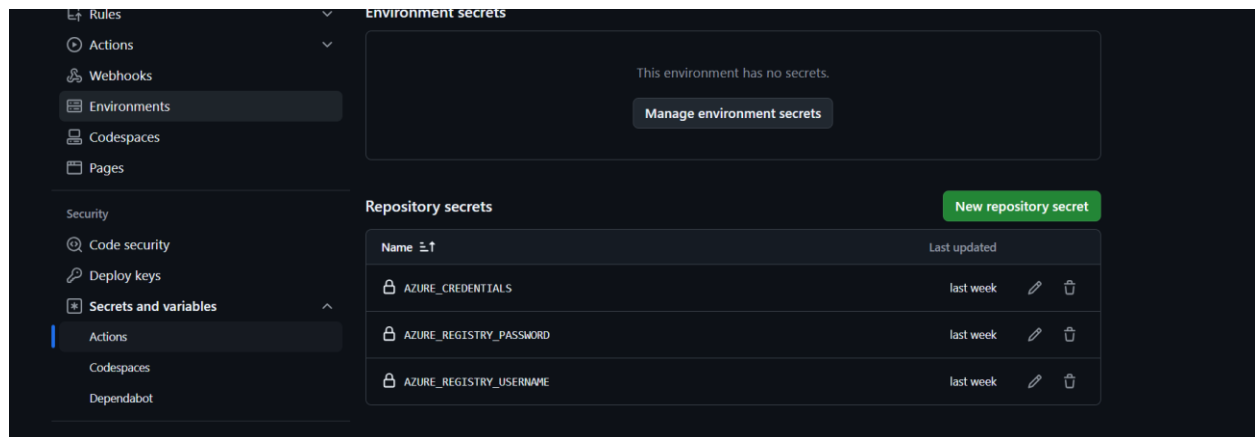 Rules
Actions
Webhooks
Environments
Codespaces
Pages
Security
Code security
Deploy keys
Secrets and variables
Actions
Codespaces
Dependabot
Environment secrets
This environment has no secrets.
Manage environment secrets
Repository secrets
New repository secret
Name
Last updated
AZURE_CREDENTIALS
last week
AZURE_REGISTRY_PASSWORD
last week
AZURE_REGISTRY_USERNAME
last week